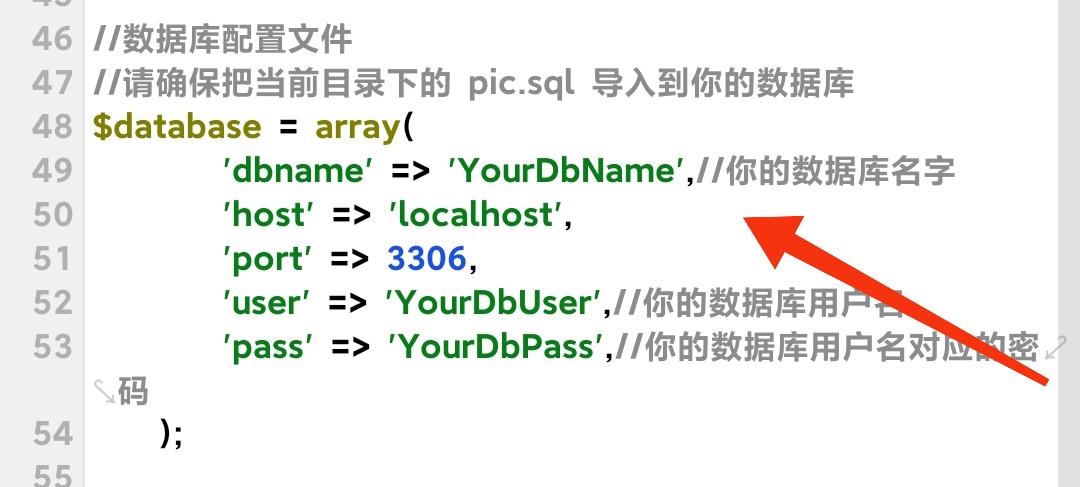 46 //数据库配置文件
47 //请确保把当前目录下的 pic.sql 导入到你的数据库
48 $database = array(
49 'dbname' => 'YourDbName',//你的数据库名字
50 'host' => 'localhost',
51 'port' => 3306,
52 'user' => 'YourDbUser',//你的数据库用户名
53 'pass' => 'YourDbPass',//你的数据库用户名对应的密
码
54 );
55